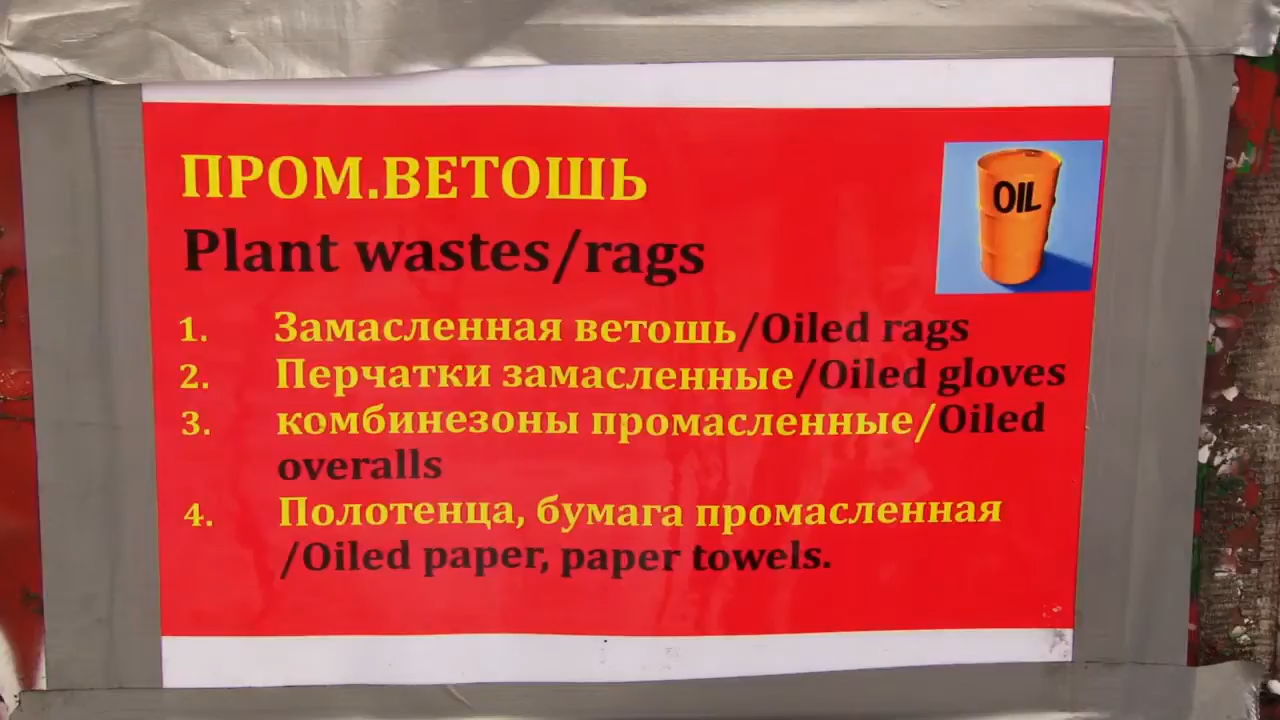 ПРОМ.ВЕТОШЬ
Plant wastes/rags
OIL
1. Замасленная ветошь/Oiled rags
2. Перчатки замасленные/Oiled gloves
3. комбинезоны промасленные/Oiled
overalls
4. Полотенца, бумага промасленная
/Oiled paper, paper towels.